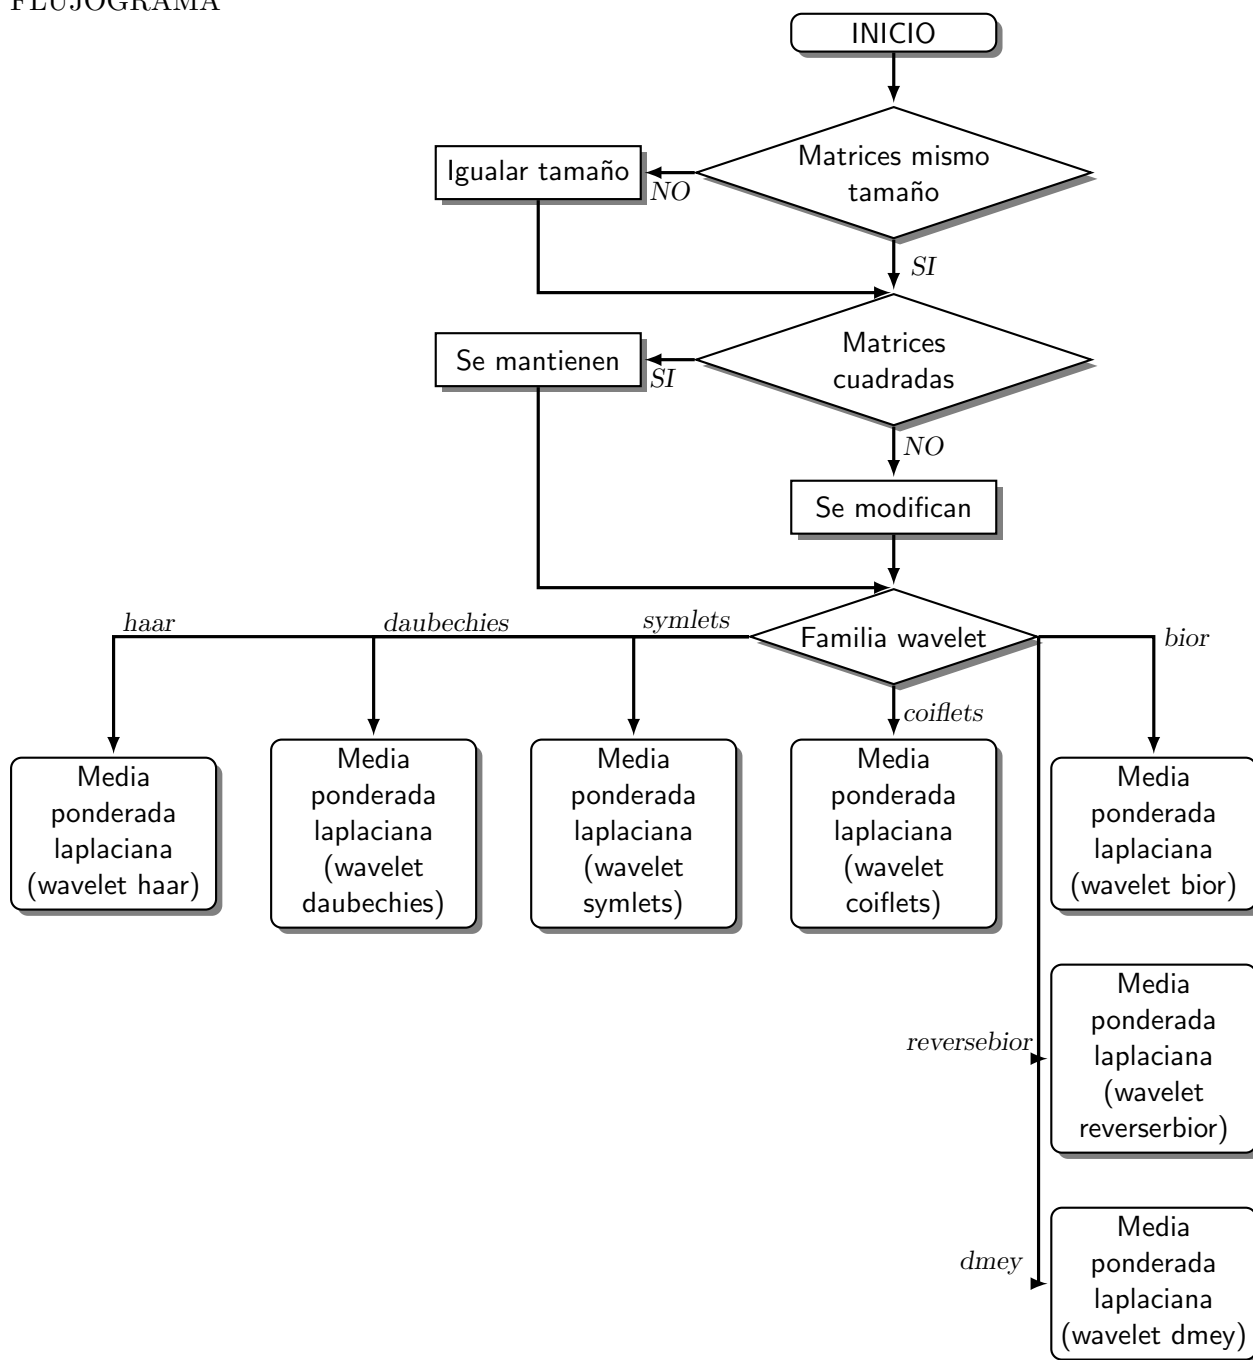 FLUJOGRAMA
INICIO
Matrices mismo
tamaño
Igualar tamaño
NO
SI
Matrices
cuadradas
Se mantienen
SI
NO
Se modifican
Familia wavelet
haar
daubechies
symlets
coiflets
bior
Media
ponderada
laplaciana
(wavelet haar)
Media
ponderada
laplaciana
(wavelet
daubechies)
Media
ponderada
laplaciana
(wavelet
symlets)
Media
ponderada
laplaciana
(wavelet
coiflets)
Media
ponderada
laplaciana
(wavelet bior)
reversebior
Media
ponderada
laplaciana
(wavelet
reverserbior)
dmey
Media
ponderada
laplaciana
(wavelet dmey)